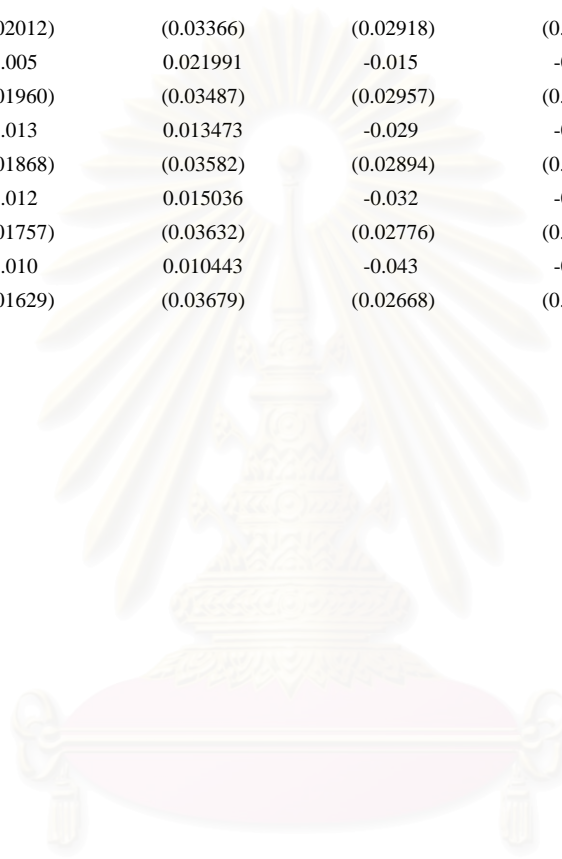 02012) (0.03366) (0.02918) (0.
.005 0.021991 -0.015 -
01960) (0.03487) (0.02957) (0.
.013 0.013473 -0.029 -
01868) (0.03582) (0.02894) (0.
.012 0.015036 -0.032 -
01757) (0.03632) (0.02776) (0.
.010 0.010443 -0.043 -
01629) (0.03679) (0.02668) (0.